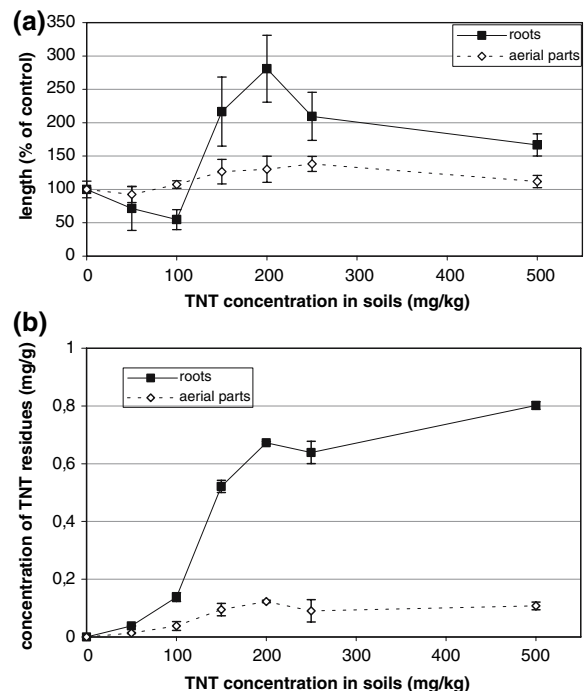 (a)
350
300
250
200
150
100
50
0
length (% of control)
roots
aerial parts
0 100 200 300 400 500
TNT concentration in soils (mg/kg)
(b)
1
0.8
0.6
0,4
0,2
0
concentration of TNT residues (mg/g)
roots
aerial parts
0 100 200 300 400 500
TNT concentration in soils (mg/kg)